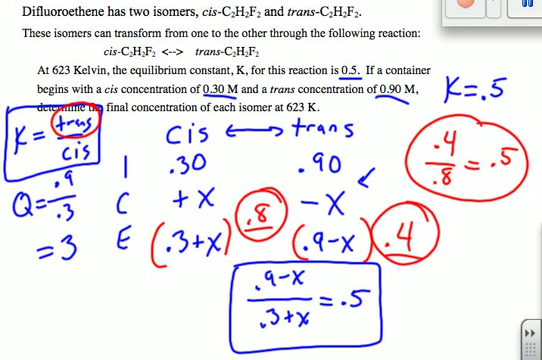 Difluoroethene has two isomers, cis-C₂H₂F₂ and trans-C₂H₂F₂.
These isomers can transform from one to the other through the following reaction:
cis-C₂H₂F₂ <--> trans-C₂H₂F₂
At 623 Kelvin, the equilibrium constant, K, for this reaction is 0.5. If a container
begins with a cis concentration of 0.30 M and a trans concentration of 0.90 M,
determine the final concentration of each isomer at 623 K.
K=.5
K = trans/cis
cis ⟷ trans
I .30 .90
.4/.8 = .5
Q = .9/.3
C +x -x
= 3
E (.3+x) .8 (.9-x) .4
.9-x/.3+x = .5